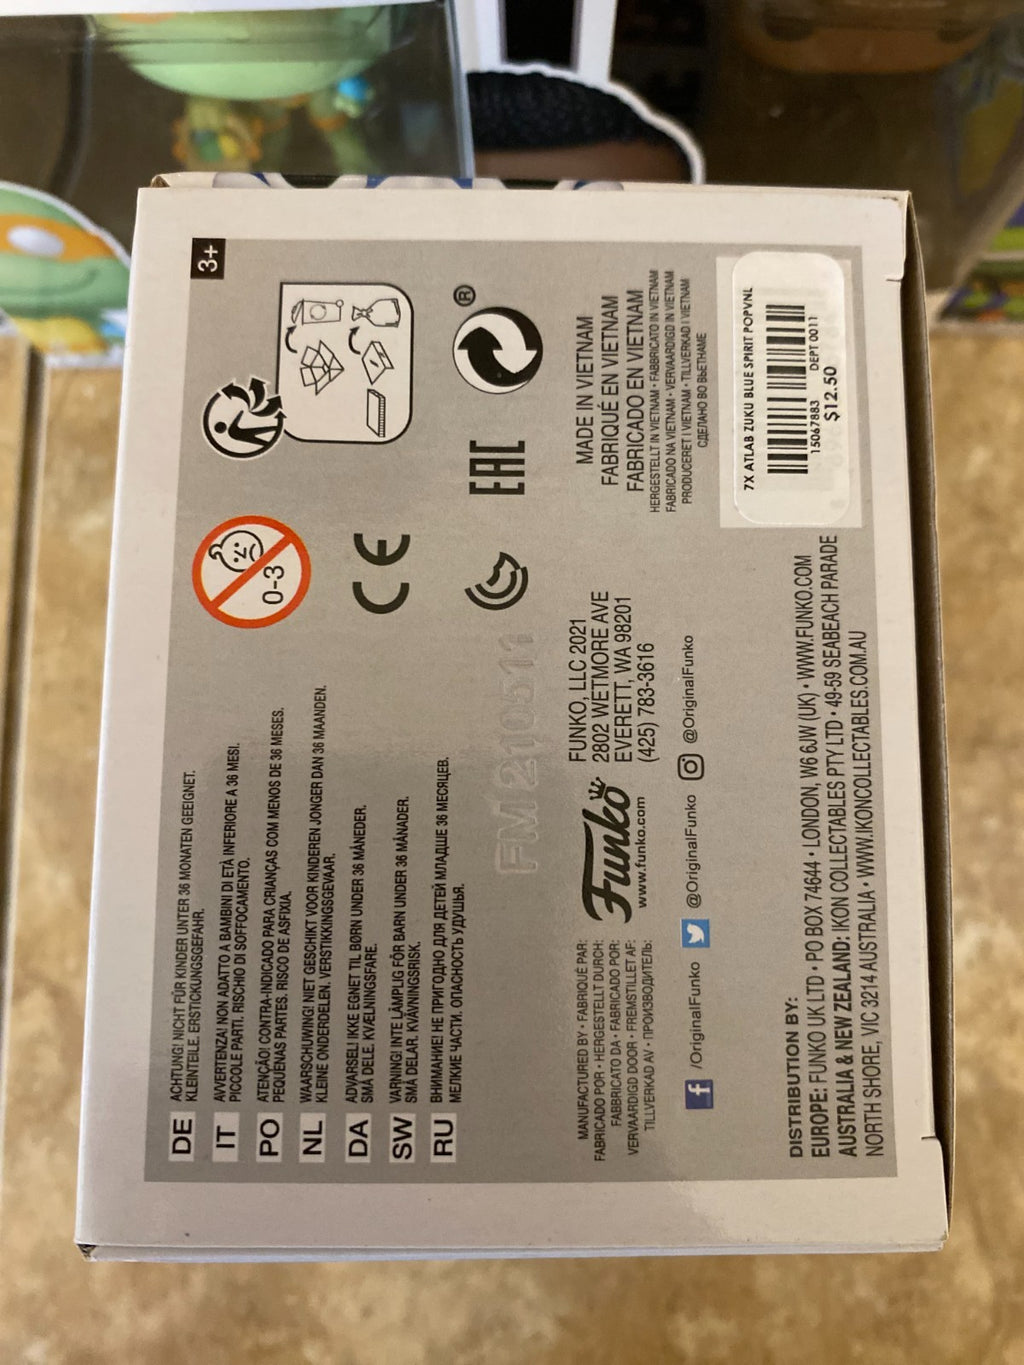 DE
ACHTUNG! NICHT FÜR KINDER UNTER 36 MONATEN GEEIGNET.
KLEINTEILE. ERSTICKUNGSGEFAHR.
IT
AVVERTENZA! NON ADATTO A BAMBINI DI ETÀ INFERIORE A 36 MESI.
PICCOLE PARTI. RISCHIO DI SOFFOCAMENTO.
PO
ATENÇÃO! CONTRA-INDICADO PARA CRIANÇAS COM MENOS DE 36 MESES.
PEQUENAS PARTES. RISCO DE ASFIXIA.
NL
WAARSCHUWING! NIET GESCHIKT VOOR KINDEREN JONGER DAN 36 MAANDEN.
KLEINE ONDERDELEN. VERSTIKKINGSGEVAAR.
DA
ADVARSEL! IKKE EGNET TIL BØRN UNDER 36 MÅNEDER.
SMÅ DELE. KVÆLNINGSFARE.
SW
VARNING! INTE LÄMPLIG FÖR BARN UNDER 36 MÅNADER.
SMÅ DELAR. KVÄVNINGSRISK.
RU
ВНИМАНИЕ! НЕ ПРИГОДНО ДЛЯ ДЕТЕЙ МЛАДШЕ 36 МЕСЯЦЕВ.
МЕЛКИЕ ЧАСТИ. ОПАСНОСТЬ УДУШЬЯ.
0-3
3+
CE
EAC
®
FM 210511
MANUFACTURED BY • FABRIQUÉ PAR:
FABRICADO POR • HERGESTELLT DURCH:
FABBRICATO DA • FABRICADO POR:
VERVAARDIGD DOOR • FREMSTILLET AF:
TILLVERKAD AV • ПРОИЗВОДИТЕЛЬ:
Funko
www.funko.com
FUNKO, LLC 2021
2802 WETMORE AVE
EVERETT, WA 98201
(425) 783-3616
MADE IN VIETNAM
FABRIQUÉ EN VIETNAM
FABRICADO EN VIETNAM
HERGESTELLT IN VIETNAM • FABBRICATO IN VIETNAM
FABRICADO NA VIETNAM • VERVAARDIGD IN VIETNAM
PRODUCERET I VIETNAM • TILLVERKAD I VIETNAM
СДЕЛАНО ВО ВЬЕТНАМЕ
f /OriginalFunko
@OriginalFunko
@OriginalFunko
7X ATLAB ZUKU BLUE SPIRIT POPVNL
15067883 DEPT 0011
$12.50
DISTRIBUTION BY:
EUROPE: FUNKO UK LTD • PO BOX 74644 • LONDON, W6 6JW (UK) • WWW.FUNKO.COM
AUSTRALIA & NEW ZEALAND: IKON COLLECTABLES PTY LTD • 49-59 SEABEACH PARADE
NORTH SHORE, VIC 3214 AUSTRALIA • WWW.IKONCOLLECTABLES.COM.AU